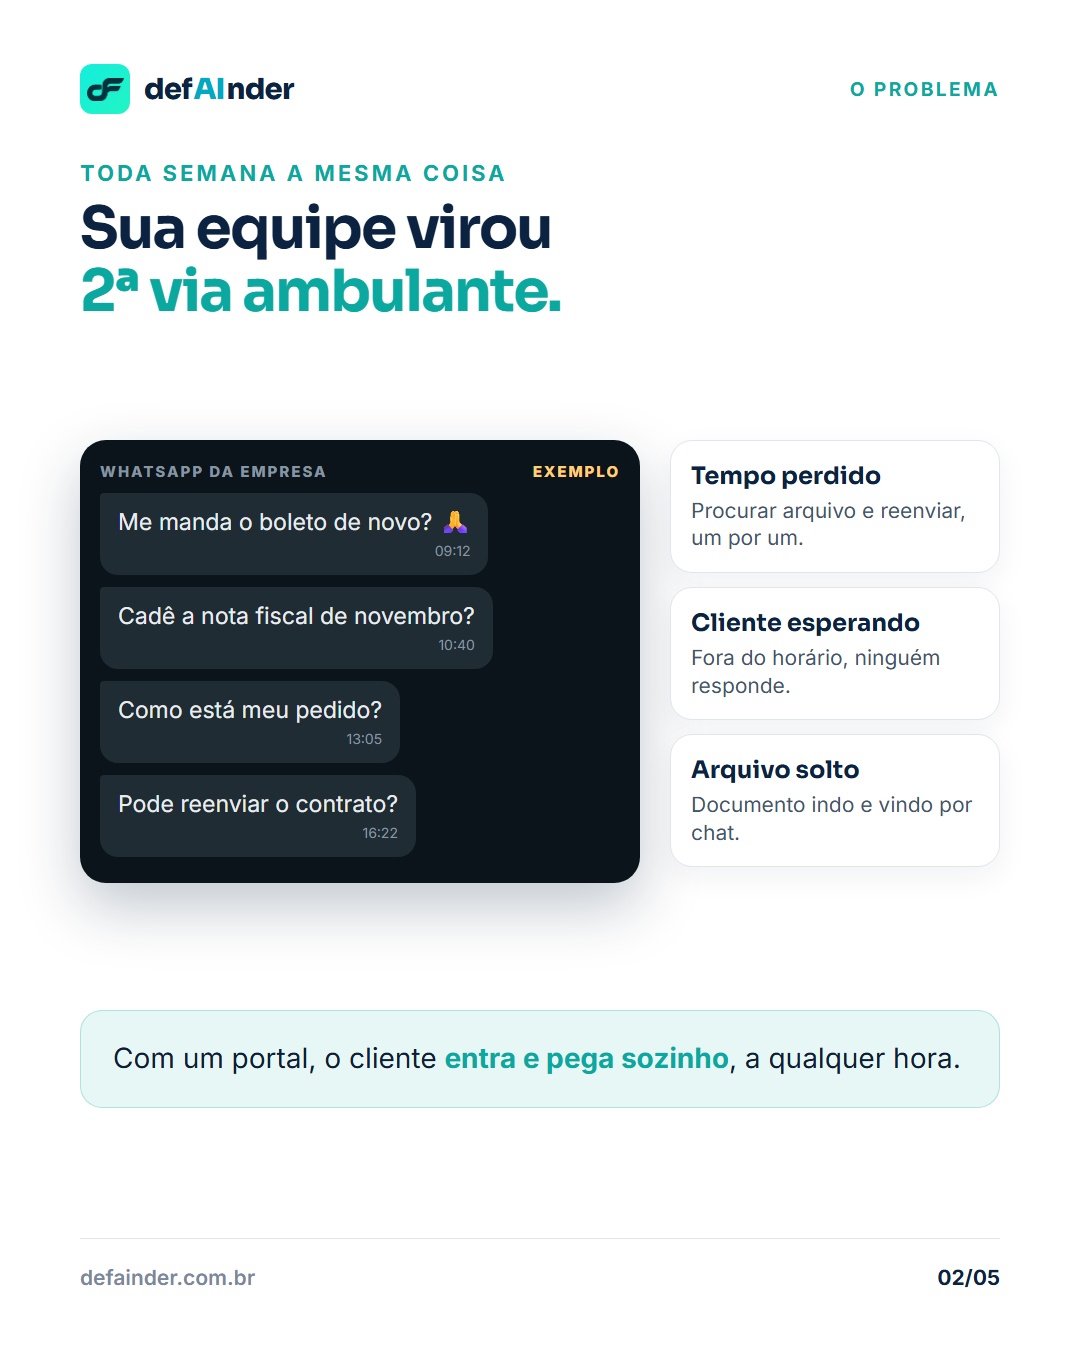 defAInder
O PROBLEMA
TODA SEMANA A MESMA COISA
Sua equipe virou
2ª via ambulante.
WHATSAPP DA EMPRESA
EXEMPLO
Me manda o boleto de novo? 🙏
09:12
Cadê a nota fiscal de novembro?
10:40
Como está meu pedido?
13:05
Pode reenviar o contrato?
16:22
Tempo perdido
Procurar arquivo e reenviar,
um por um.
Cliente esperando
Fora do horário, ninguém
responde.
Arquivo solto
Documento indo e vindo por
chat.
Com um portal, o cliente entra e pega sozinho, a qualquer hora.
defainder.com.br
02/05